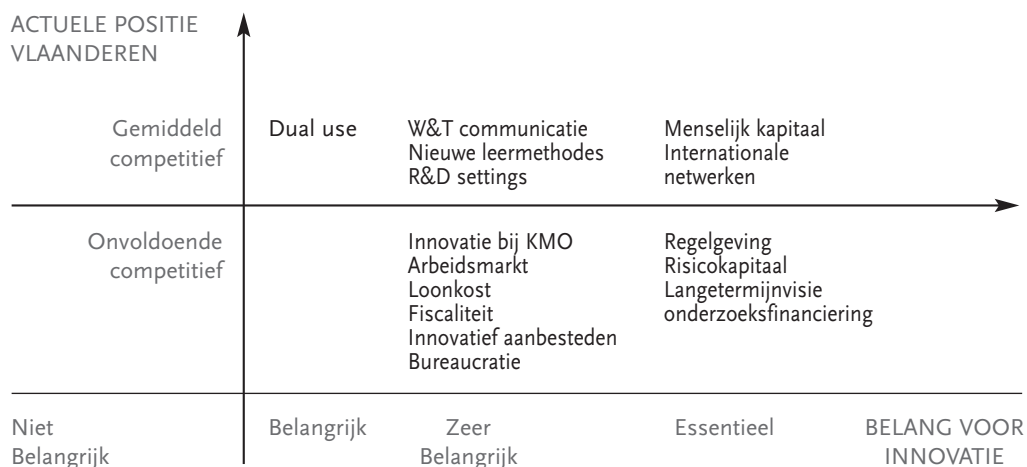 ACTUELE POSITIE
VLAANDEREN
Gemiddeld
competitief
Dual use
W&T communicatie
Nieuwe leermethodes
R&D settings
Menselijk kapitaal
Internationale
netwerken
Onvoldoende
competitief
Innovatie bij KMO
Arbeidsmarkt
Loonkost
Fiscaliteit
Innovatief aanbesteden
Bureaucratie
Regelgeving
Risicokapitaal
Langetermijnvisie
onderzoeksfinanciering
Niet
Belangrijk
Belangrijk
Zeer
Belangrijk
Essentieel
BELANG VOOR
INNOVATIE